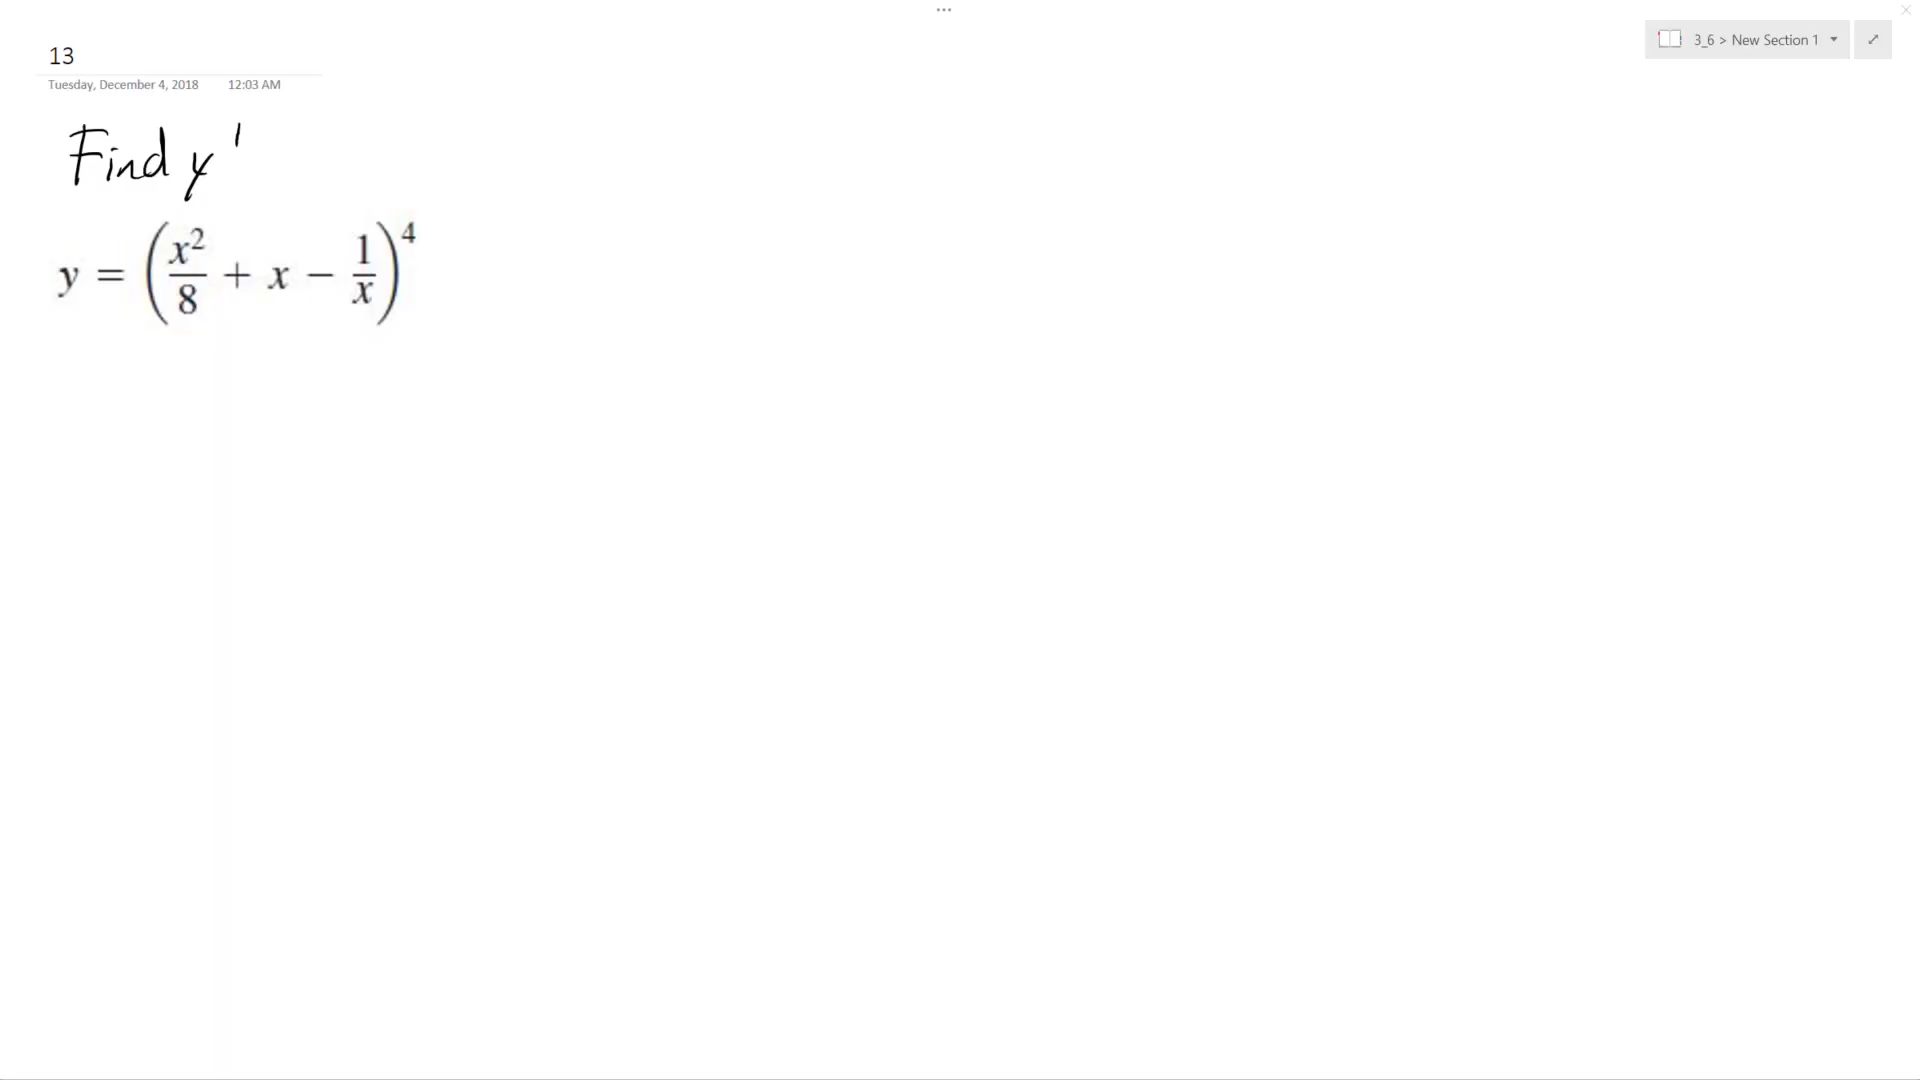 ...
3_6 > New Section 1
13
Tuesday, December 4, 2018 12:03 AM
Find y'
y = (x²/8 + x − 1/x)⁴